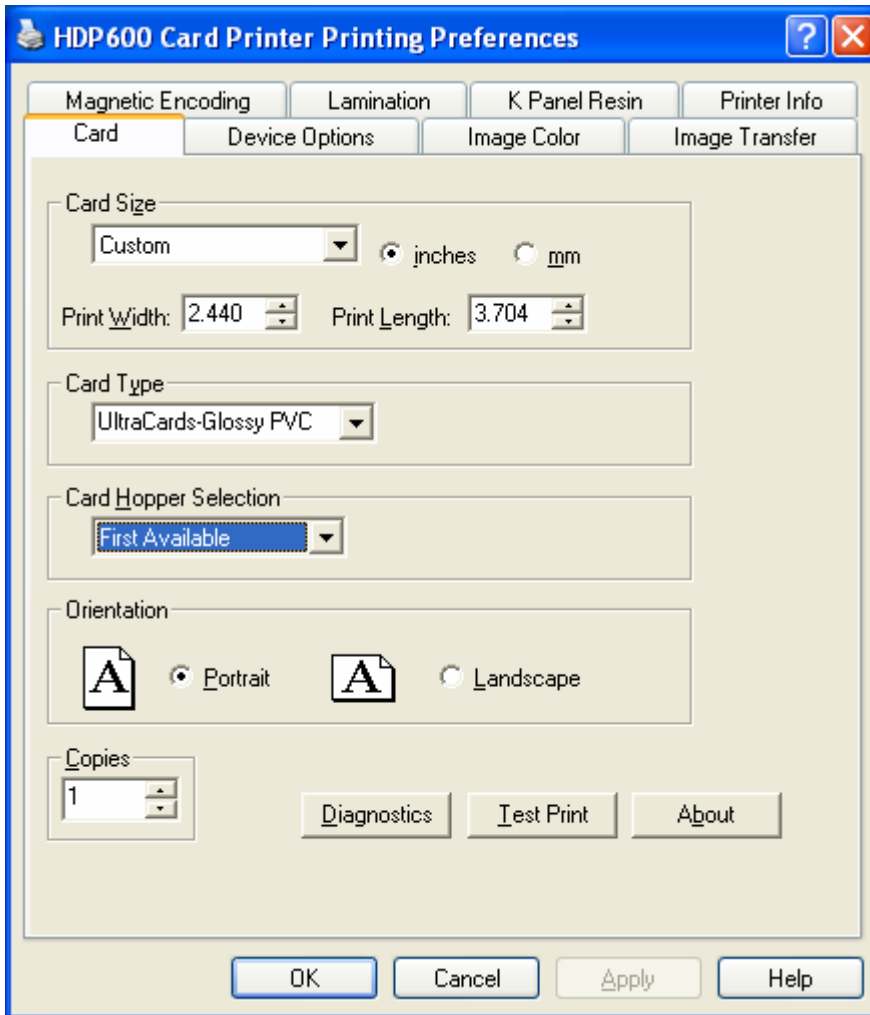 HDP600 Card Printer Printing Preferences
Magnetic Encoding Lamination K Panel Resin Printer Info
Card Device Options Image Color Image Transfer
Card Size
Custom inches mm
Print Width: 2.440 Print Length: 3.704
Card Type
UltraCards-Glossy PVC
Card Hopper Selection
First Available
Orientation
A Portrait A Landscape
Copies
1
Diagnostics Test Print About
OK Cancel Apply Help